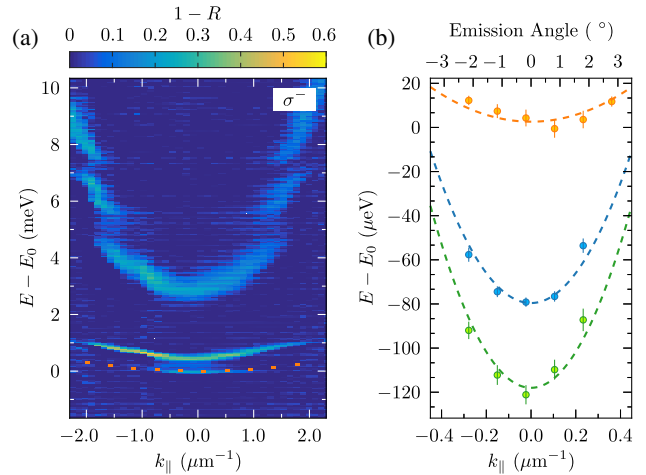 (a)
1 − R
0 0.1 0.2 0.3 0.4 0.5 0.6
σ−
10
8
6
4
2
0
E − E0 (meV)
−2.0 −1.0 0.0 1.0 2.0
k∥ (μm−1)
(b)
Emission Angle (°)
−3 −2 −1 0 1 2 3
20
0
−20
−40
−60
−80
−100
−120
E − E0 (μeV)
−0.4 −0.2 0.0 0.2 0.4
k∥ (μm−1)